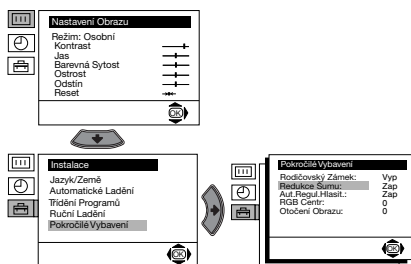 Nastavení Obrazu
Režim: Osobní
Kontrast
Jas
Barevná Sytost
Ostrost
Odstín
Reset
OK
Instalace
Jazyk/Země
Automatické Ladění
Třídění Programů
Ruční Ladění
Pokročilé Vybavení
OK
Pokročilé Vybavení
Rodičovský Zámek: Vyp
Redukce Šumu: Zap
Aut.Regul.Hlasit.: Zap
RGB Centr: 0
Otočení Obrazu: 0
OK